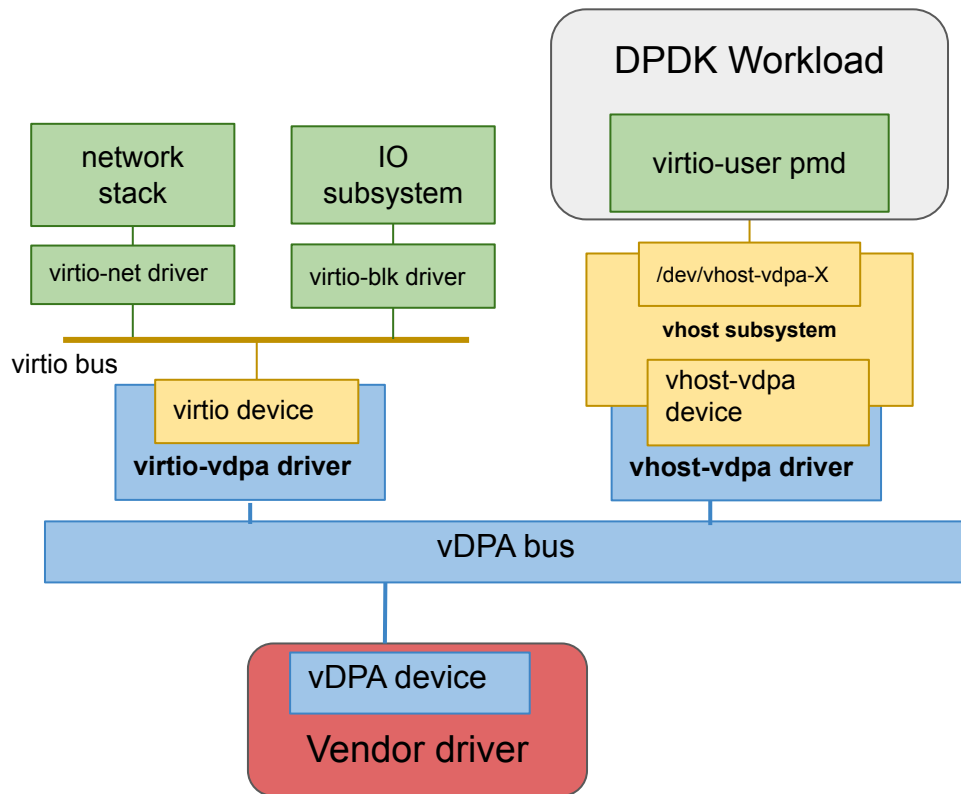 DPDK Workload
network
stack
IO
subsystem
virtio-user pmd
virtio-net driver
virtio-blk driver
/dev/vhost-vdpa-X
vhost subsystem
virtio bus
vhost-vdpa
device
virtio device
virtio-vdpa driver
vhost-vdpa driver
vDPA bus
vDPA device
Vendor driver